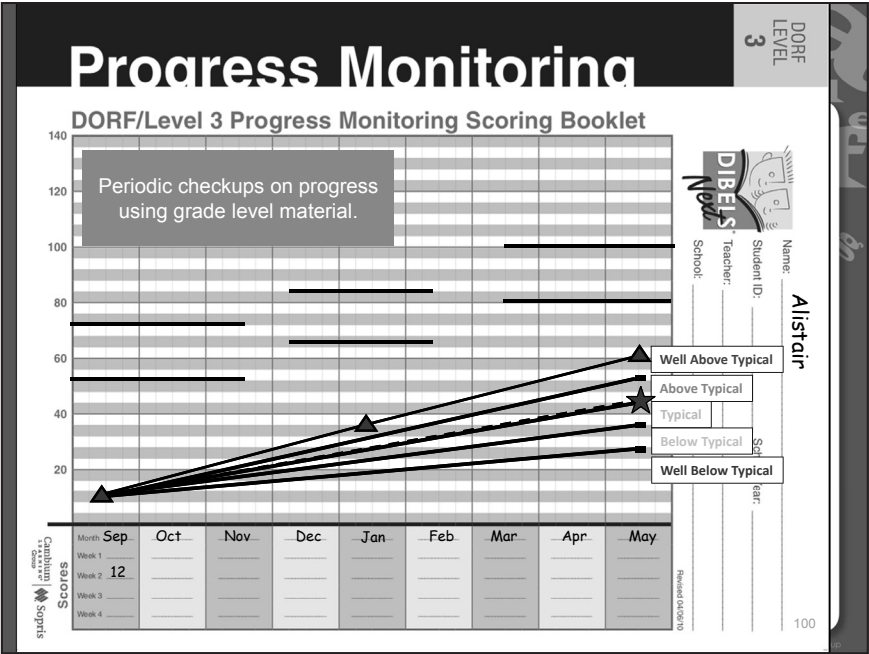 Progress Monitoring
DORF
LEVEL
3
DORF/Level 3 Progress Monitoring Scoring Booklet
140
120
100
80
60
40
20
Periodic checkups on progress
using grade level material.
DIBELS
Next
Name:
Alistair
Student ID:
Teacher:
School:
Well Above Typical
Above Typical
Typical
Below Typical
Well Below Typical
Month Sep Oct Nov Dec Jan Feb Mar Apr May
Week 1
Week 2 12
Week 3
Week 4
Scores
Cambium
LEARNING
Group
Sopris
Revised 04/06/10
100